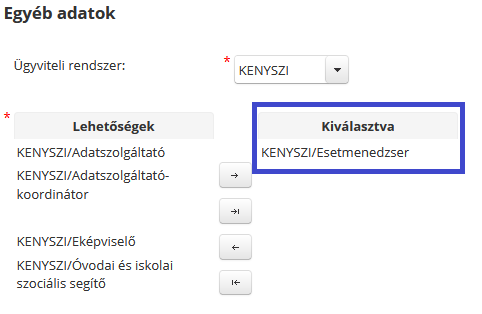 Egyéb adatok
Ügyviteli rendszer:
* KENYSZI
*
Lehetőségek
Kiválasztva
KENYSZI/Adatszolgáltató
KENYSZI/Esetmenedzser
KENYSZI/Adatszolgáltató-
koordinátor
KENYSZI/Eképviselő
KENYSZI/Óvodai és iskolai
szociális segítő